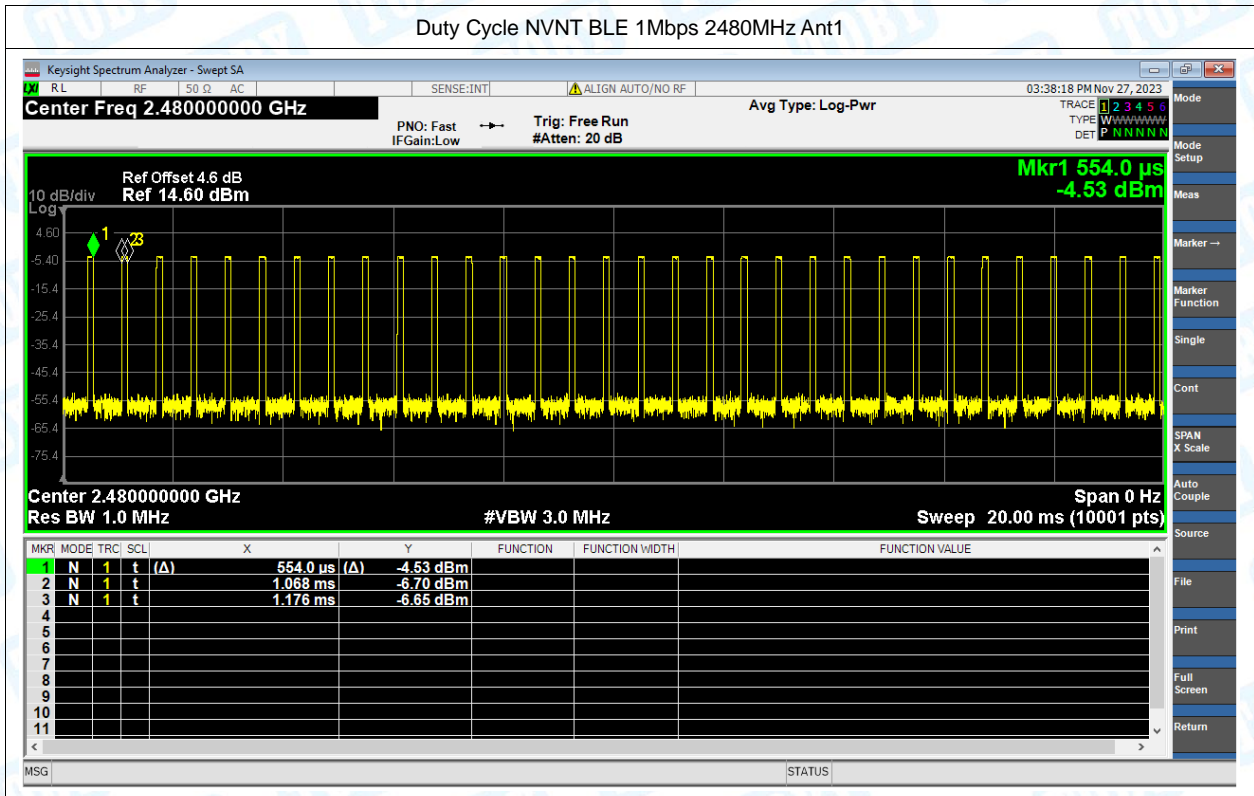 Duty Cycle NVNT BLE 1Mbps 2480MHz Ant1
Keysight Spectrum Analyzer - Swept SA
LXI RL RF 50 Ω AC SENSE:INT ALIGN AUTO/NO RF 03:38:18 PM Nov 27, 2023
Center Freq 2.480000000 GHz
Avg Type: Log-Pwr
TRACE 1 2 3 4 5 6
TYPE WWWWWW
DET P N N N N N
PNO: Fast
IFGain:Low
Trig: Free Run
#Atten: 20 dB
Mkr1 554.0 µs
-4.53 dBm
Ref Offset 4.6 dB
Ref 14.60 dBm
10 dB/div
Log
1 2 3
4.60
-5.40
-15.4
-25.4
-35.4
-45.4
-55.4
-65.4
-75.4
Center 2.480000000 GHz
Span 0 Hz
Res BW 1.0 MHz
#VBW 3.0 MHz
Sweep 20.00 ms (10001 pts)
MKR MODE TRC SCL X Y FUNCTION FUNCTION WIDTH FUNCTION VALUE
1 N 1 t (Δ) 554.0 µs (Δ) -4.53 dBm
2 N 1 t 1.068 ms -6.70 dBm
3 N 1 t 1.176 ms -6.65 dBm
4
5
6
7
8
9
10
11
MSG
STATUS
Mode
Mode
Setup
Meas
Marker→
Marker
Function
Single
Cont
SPAN
X Scale
Auto
Couple
Source
File
Print
Full
Screen
Return
TOBY